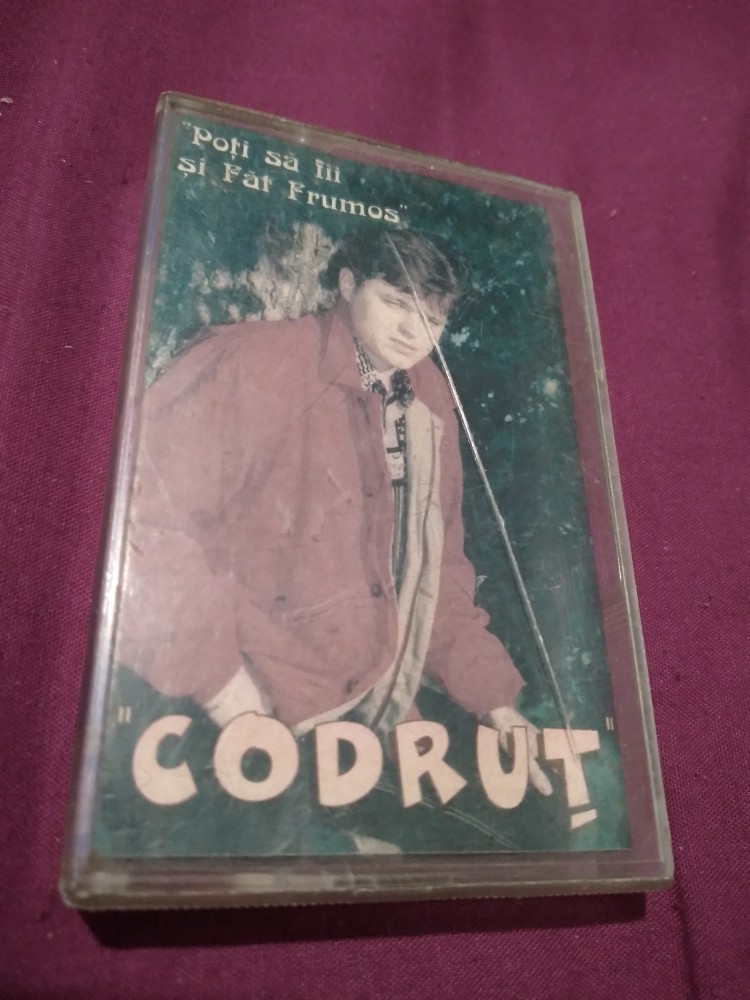 "Poți să fii
și Făt Frumos"
"CODRUȚ"